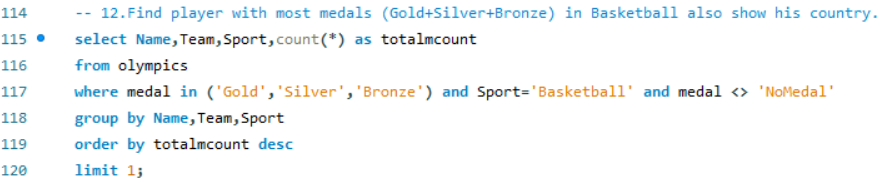 114 -- 12.Find player with most medals (Gold+Silver+Bronze) in Basketball also show his country.
115 select Name,Team,Sport,count(*) as totalmcount
116 from olympics
117 where medal in ('Gold','Silver','Bronze') and Sport='Basketball' and medal <> 'NoMedal'
118 group by Name,Team,Sport
119 order by totalmcount desc
120 limit 1;